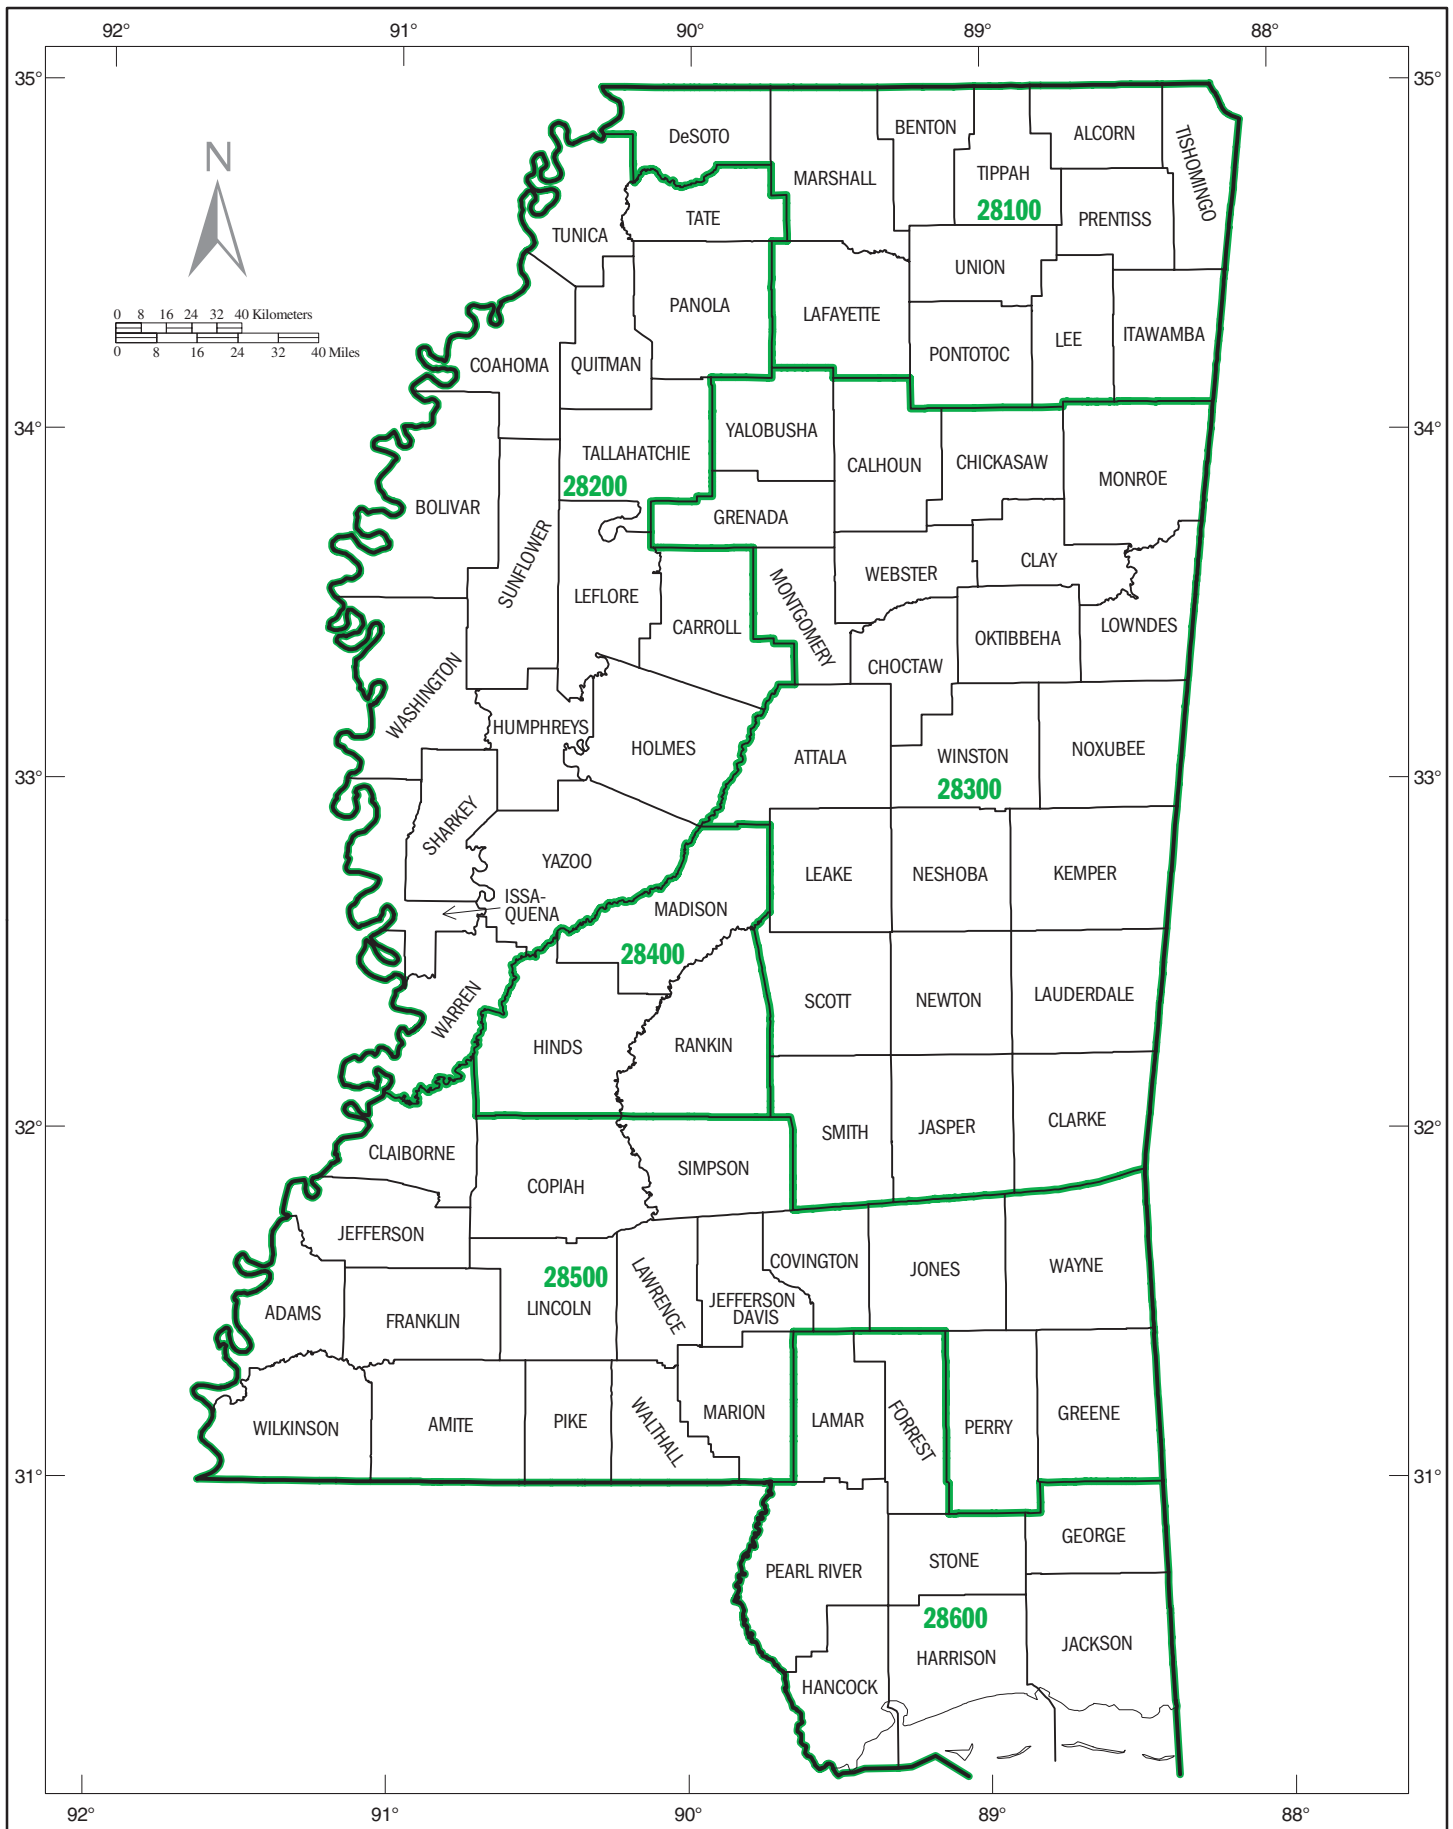 92° 91° 90° 89° 88°
35° 35°
N
0 8 16 24 32 40 Kilometers
0 8 16 24 32 40 Miles
DeSOTO
BENTON
ALCORN
TISHOMINGO
MARSHALL
TIPPAH
28100
PRENTISS
TATE
TUNICA
UNION
PANOLA
LAFAYETTE
PONTOTOC
LEE
ITAWAMBA
COAHOMA
QUITMAN
34° 34°
YALOBUSHA
TALLAHATCHIE
28200
CALHOUN
CHICKASAW
MONROE
BOLIVAR
GRENADA
SUNFLOWER
CLAY
WEBSTER
LEFLORE
MONTGOMERY
CARROLL
LOWNDES
OKTIBBEHA
CHOCTAW
WASHINGTON
HUMPHREYS
HOLMES
ATTALA
WINSTON
28300
NOXUBEE
33° 33°
SHARKEY
YAZOO
LEAKE
NESHOBA
KEMPER
ISSA-
QUENA
MADISON
28400
WARREN
SCOTT
NEWTON
LAUDERDALE
HINDS
RANKIN
32° 32°
SMITH
JASPER
CLARKE
CLAIBORNE
COPIAH
SIMPSON
JEFFERSON
COVINGTON
JONES
WAYNE
28500
LINCOLN
LAWRENCE
JEFFERSON
DAVIS
ADAMS
FRANKLIN
WILKINSON
AMITE
PIKE
WALTHALL
MARION
LAMAR
FORREST
PERRY
GREENE
31° 31°
GEORGE
PEARL RIVER
STONE
28600
HARRISON
JACKSON
HANCOCK
92° 91° 90° 89° 88°